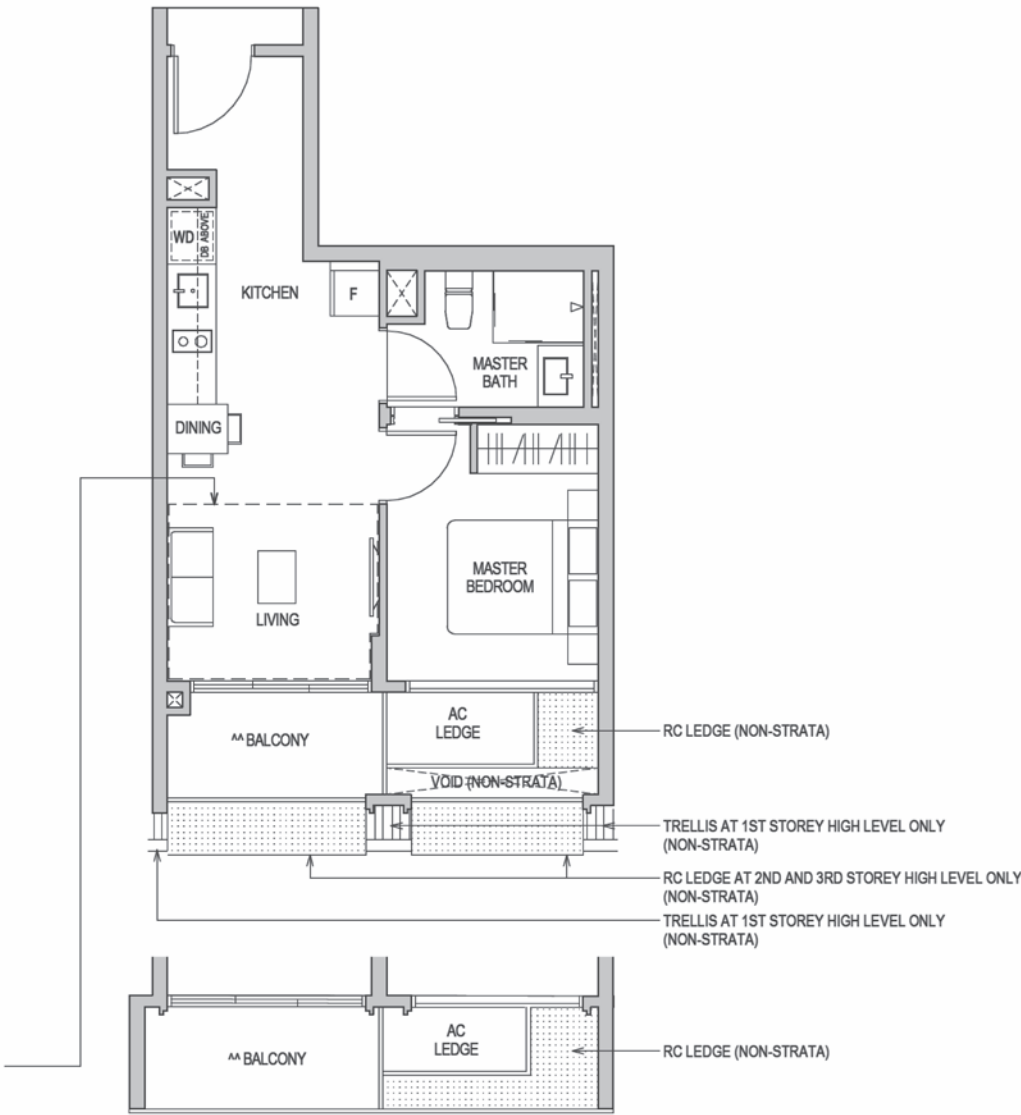 WD
DB ABOVE
KITCHEN
F
MASTER
BATH
DINING
MASTER
BEDROOM
LIVING
AC
LEDGE
^^ BALCONY
RC LEDGE (NON-STRATA)
VOID (NON-STRATA)
TRELLIS AT 1ST STOREY HIGH LEVEL ONLY
(NON-STRATA)
RC LEDGE AT 2ND AND 3RD STOREY HIGH LEVEL ONLY
(NON-STRATA)
TRELLIS AT 1ST STOREY HIGH LEVEL ONLY
(NON-STRATA)
AC
LEDGE
^^ BALCONY
RC LEDGE (NON-STRATA)